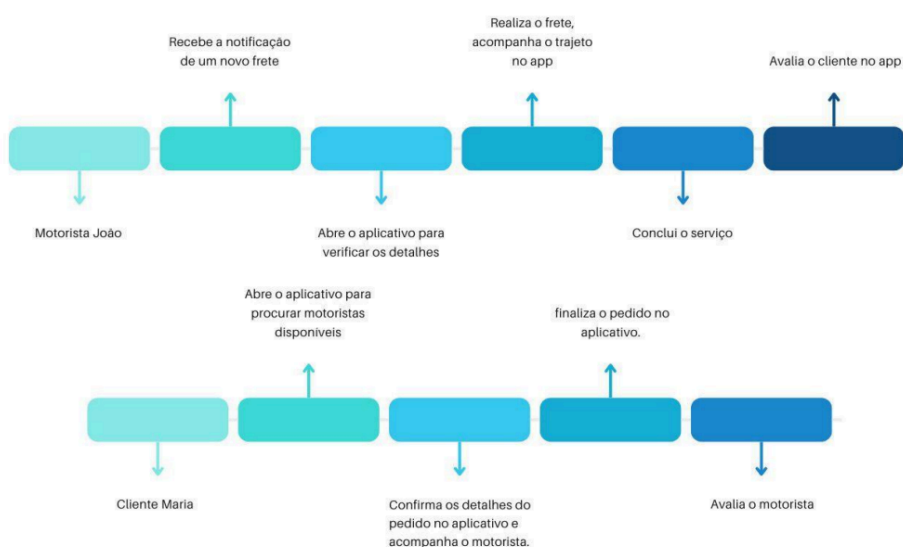 Recebe a notificação
de um novo frete
Realiza o frete,
acompanha o trajeto
no app
Avalia o cliente no app
Motorista João
Abre o aplicativo para
verificar os detalhes
Conclui o serviço
Abre o aplicativo para
procurar motoristas
disponiveis
finaliza o pedido no
aplicativo.
Cliente Maria
Confirma os detalhes do
pedido no aplicativo e
acompanha o motorista.
Avalia o motorista